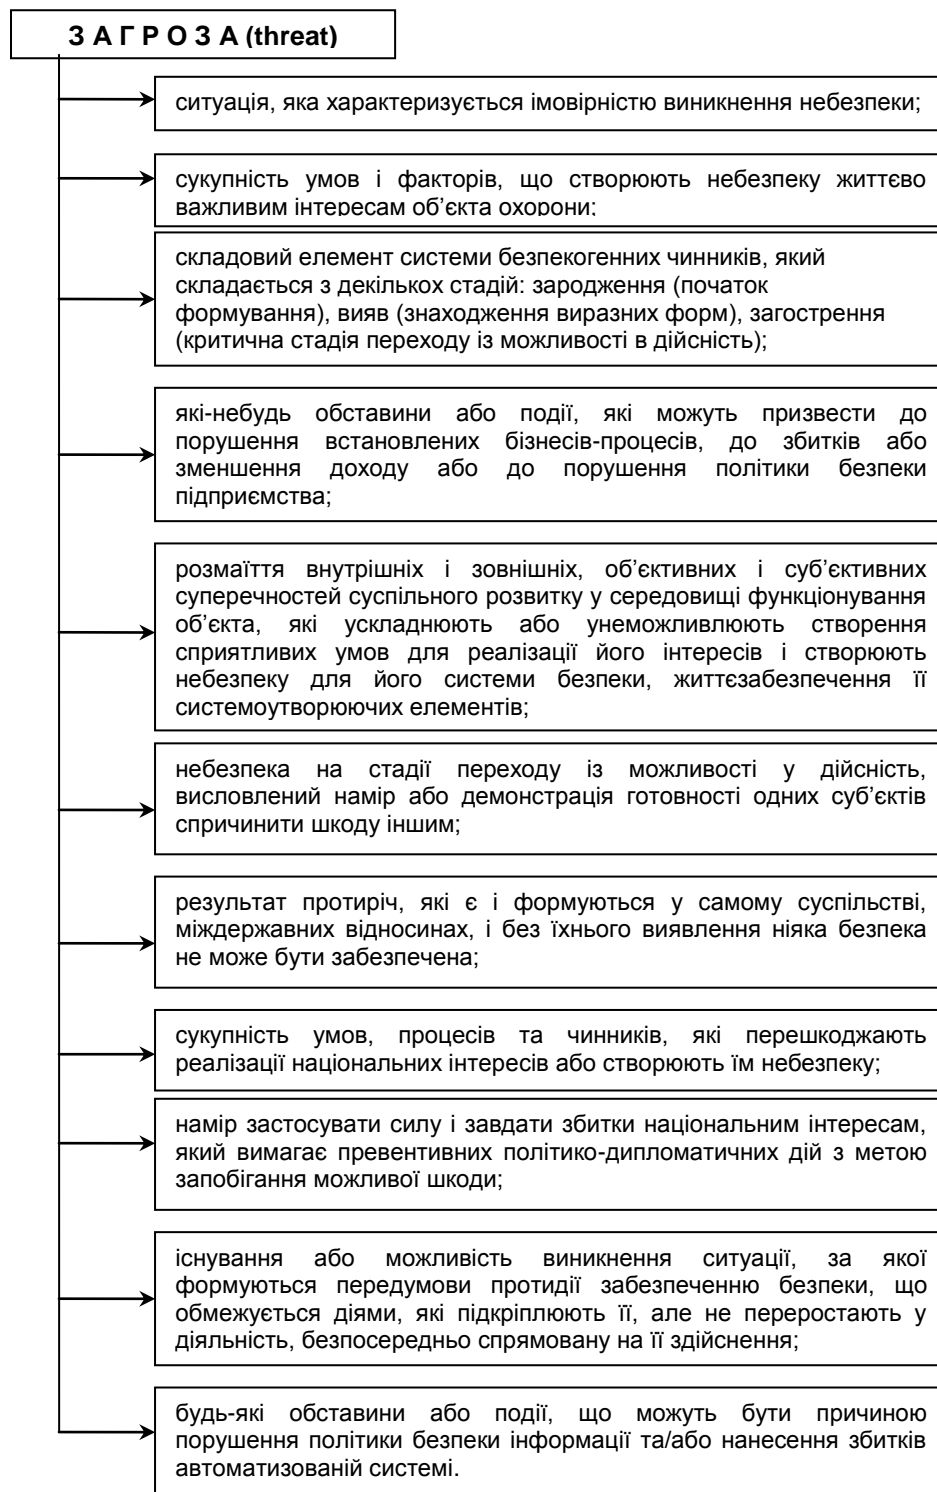 З А Г Р О З А (threat)
ситуація, яка характеризується імовірністю виникнення небезпеки;
сукупність умов і факторів, що створюють небезпеку життєво
важливим інтересам об’єкта охорони;
складовий елемент системи безпекогенних чинників, який
складається з декількох стадій: зародження (початок
формування), вияв (знаходження виразних форм), загострення
(критична стадія переходу із можливості в дійсність);
які-небудь обставини або події, які можуть призвести до
порушення встановлених бізнесів-процесів, до збитків або
зменшення доходу або до порушення політики безпеки
підприємства;
розмаїття внутрішніх і зовнішніх, об’єктивних і суб’єктивних
суперечностей суспільного розвитку у середовищі функціонування
об’єкта, які ускладнюють або унеможливлюють створення
сприятливих умов для реалізації його інтересів і створюють
небезпеку для його системи безпеки, життєзабезпечення її
системоутворюючих елементів;
небезпека на стадії переходу із можливості у дійсність,
висловлений намір або демонстрація готовності одних суб’єктів
спричинити шкоду іншим;
результат протиріч, які є і формуються у самому суспільстві,
міждержавних відносинах, і без їхнього виявлення ніяка безпека
не може бути забезпечена;
сукупність умов, процесів та чинників, які перешкоджають
реалізації національних інтересів або створюють їм небезпеку;
намір застосувати силу і завдати збитки національним інтересам,
який вимагає превентивних політико-дипломатичних дій з метою
запобігання можливої шкоди;
існування або можливість виникнення ситуації, за якої
формуються передумови протидії забезпеченню безпеки, що
обмежується діями, які підкріплюють її, але не переростають у
діяльність, безпосередньо спрямовану на її здійснення;
будь-які обставини або події, що можуть бути причиною
порушення політики безпеки інформації та/або нанесення збитків
автоматизованій системі.